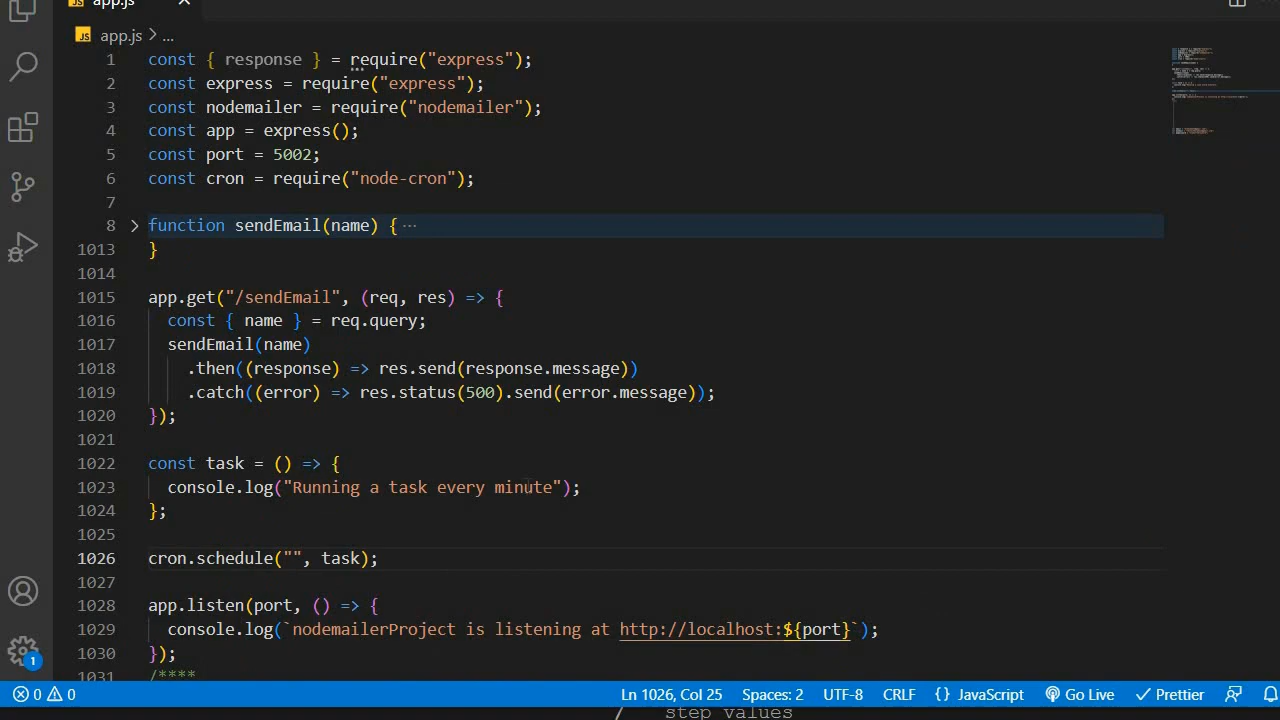 JS app.js
JS app.js > ...
1 const { response } = require("express");
2 const express = require("express");
3 const nodemailer = require("nodemailer");
4 const app = express();
5 const port = 5002;
6 const cron = require("node-cron");
7
8 > function sendEmail(name) { ...
1013 }
1014
1015 app.get("/sendEmail", (req, res) => {
1016 const { name } = req.query;
1017 sendEmail(name)
1018 .then((response) => res.send(response.message))
1019 .catch((error) => res.status(500).send(error.message));
1020 });
1021
1022 const task = () => {
1023 console.log("Running a task every minute");
1024 };
1025
1026 cron.schedule("", task);
1027
1028 app.listen(port, () => {
1029 console.log(`nodemailerProject is listening at http://localhost:${port}`);
1030 });
1031 /****
1
0 0 Ln 1026, Col 25 Spaces: 2 UTF-8 CRLF {} JavaScript Go Live Prettier
/ step values